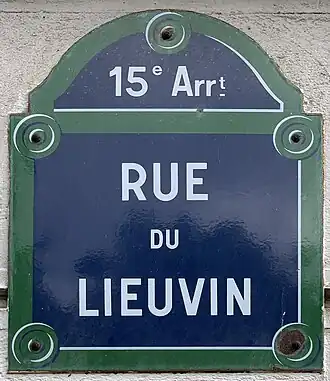 15e Arrt
RUE
DU
LIEUVIN